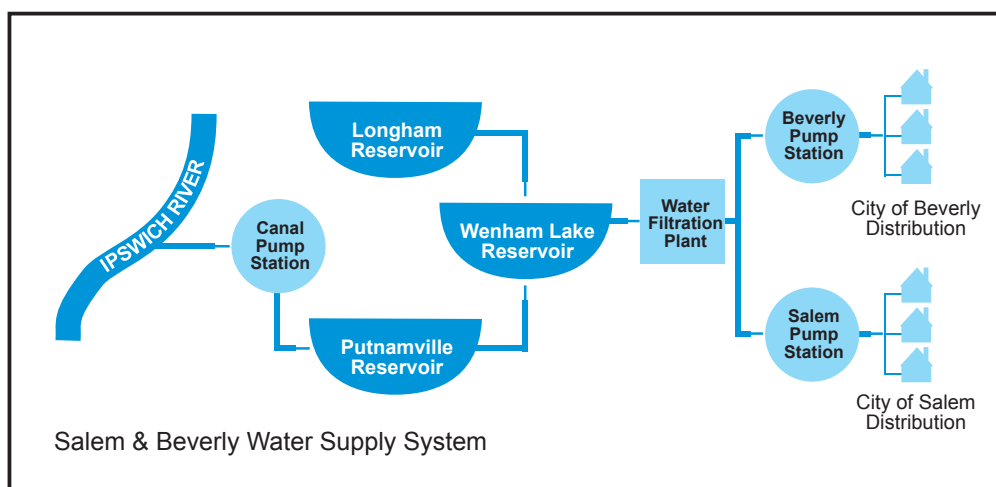 IPSWICH RIVER
Canal
Pump
Station
Longham
Reservoir
Putnamville
Reservoir
Wenham Lake
Reservoir
Water
Filtration
Plant
Beverly
Pump
Station
City of Beverly
Distribution
Salem
Pump
Station
City of Salem
Distribution
Salem & Beverly Water Supply System